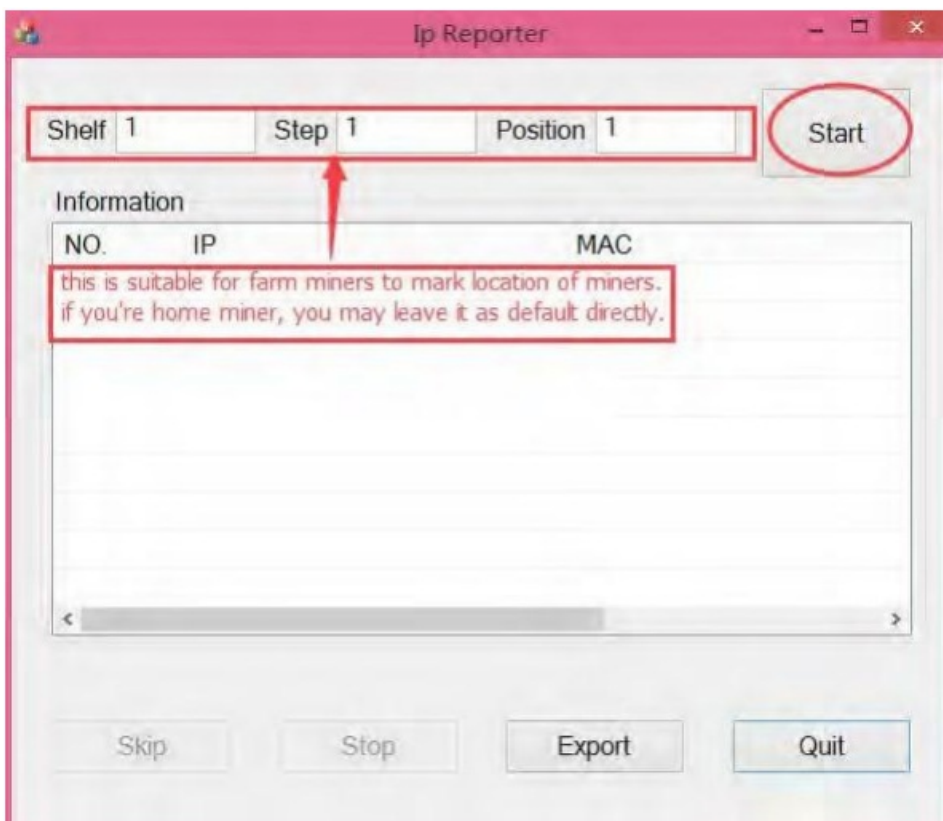 Ip Reporter
Shelf 1 Step 1 Position 1 Start
Information
NO. IP MAC
this is suitable for farm miners to mark location of miners.
if you're home miner, you may leave it as default directly.
Skip Stop Export Quit